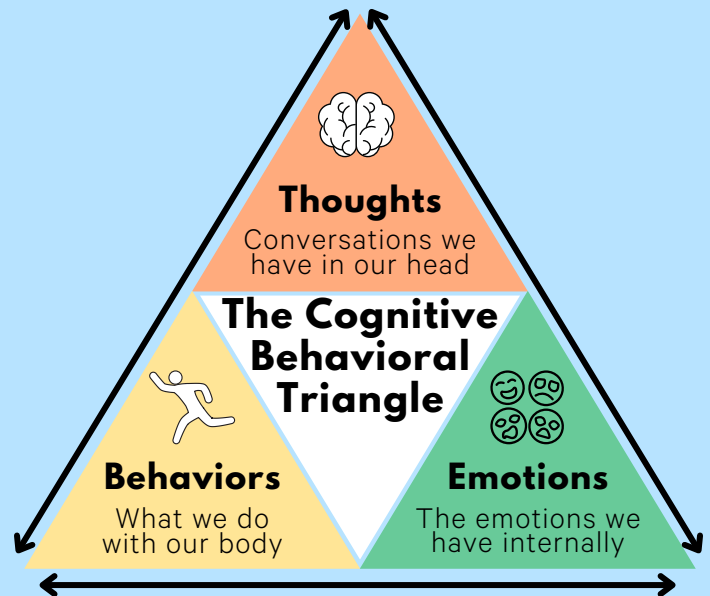 Thoughts
Conversations we
have in our head
The Cognitive
Behavioral
Triangle
Behaviors
What we do
with our body
Emotions
The emotions we
have internally